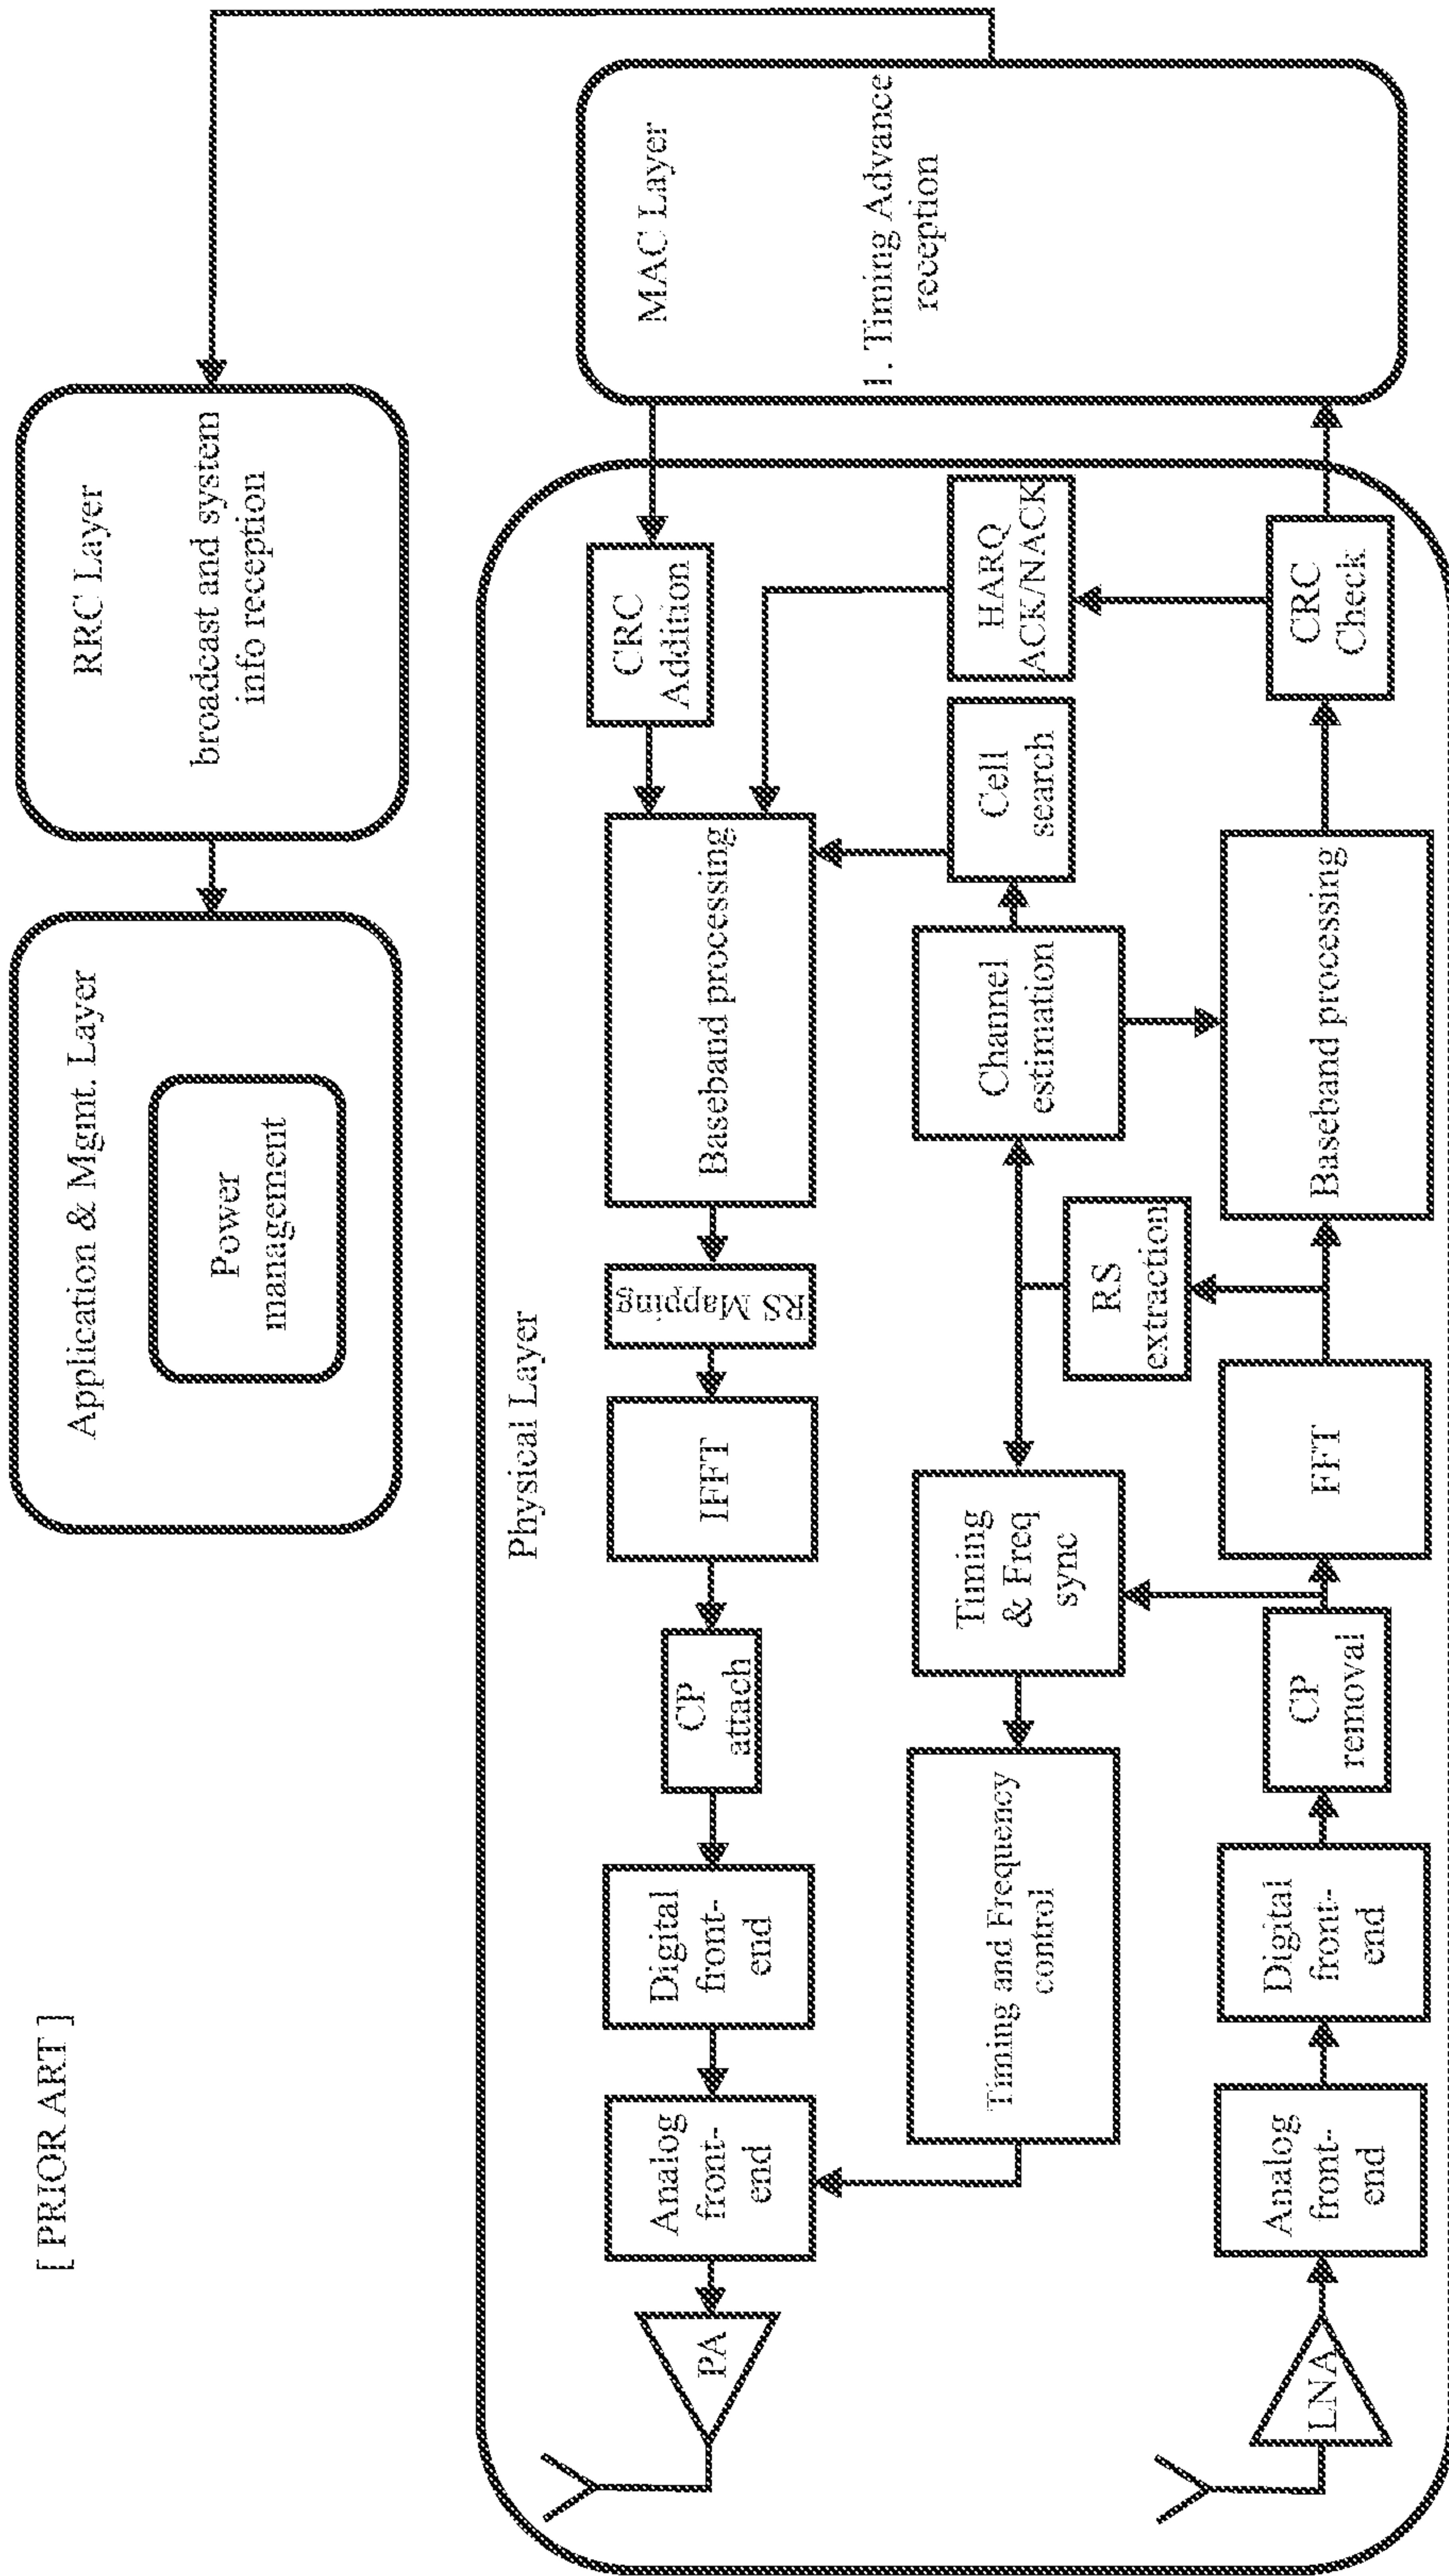 [ PRIOR ART ]
Application & Mgmt. Layer
Power
management
RRC Layer
broadcast and system
info reception
Physical Layer
PA
Analog
front-
end
Digital
front-
end
CP
attach
IFFT
RS Mapping
Baseband processing
CRC
Addition
MAC Layer
1. Timing Advance
reception
Timing and Frequency
control
Timing
& Freq
sync
Channel
estimation
Cell
search
HARQ
ACK/NACK
RS
extraction
LNA
Analog
front-
end
Digital
front-
end
CP
removal
FFT
Baseband processing
CRC
Check